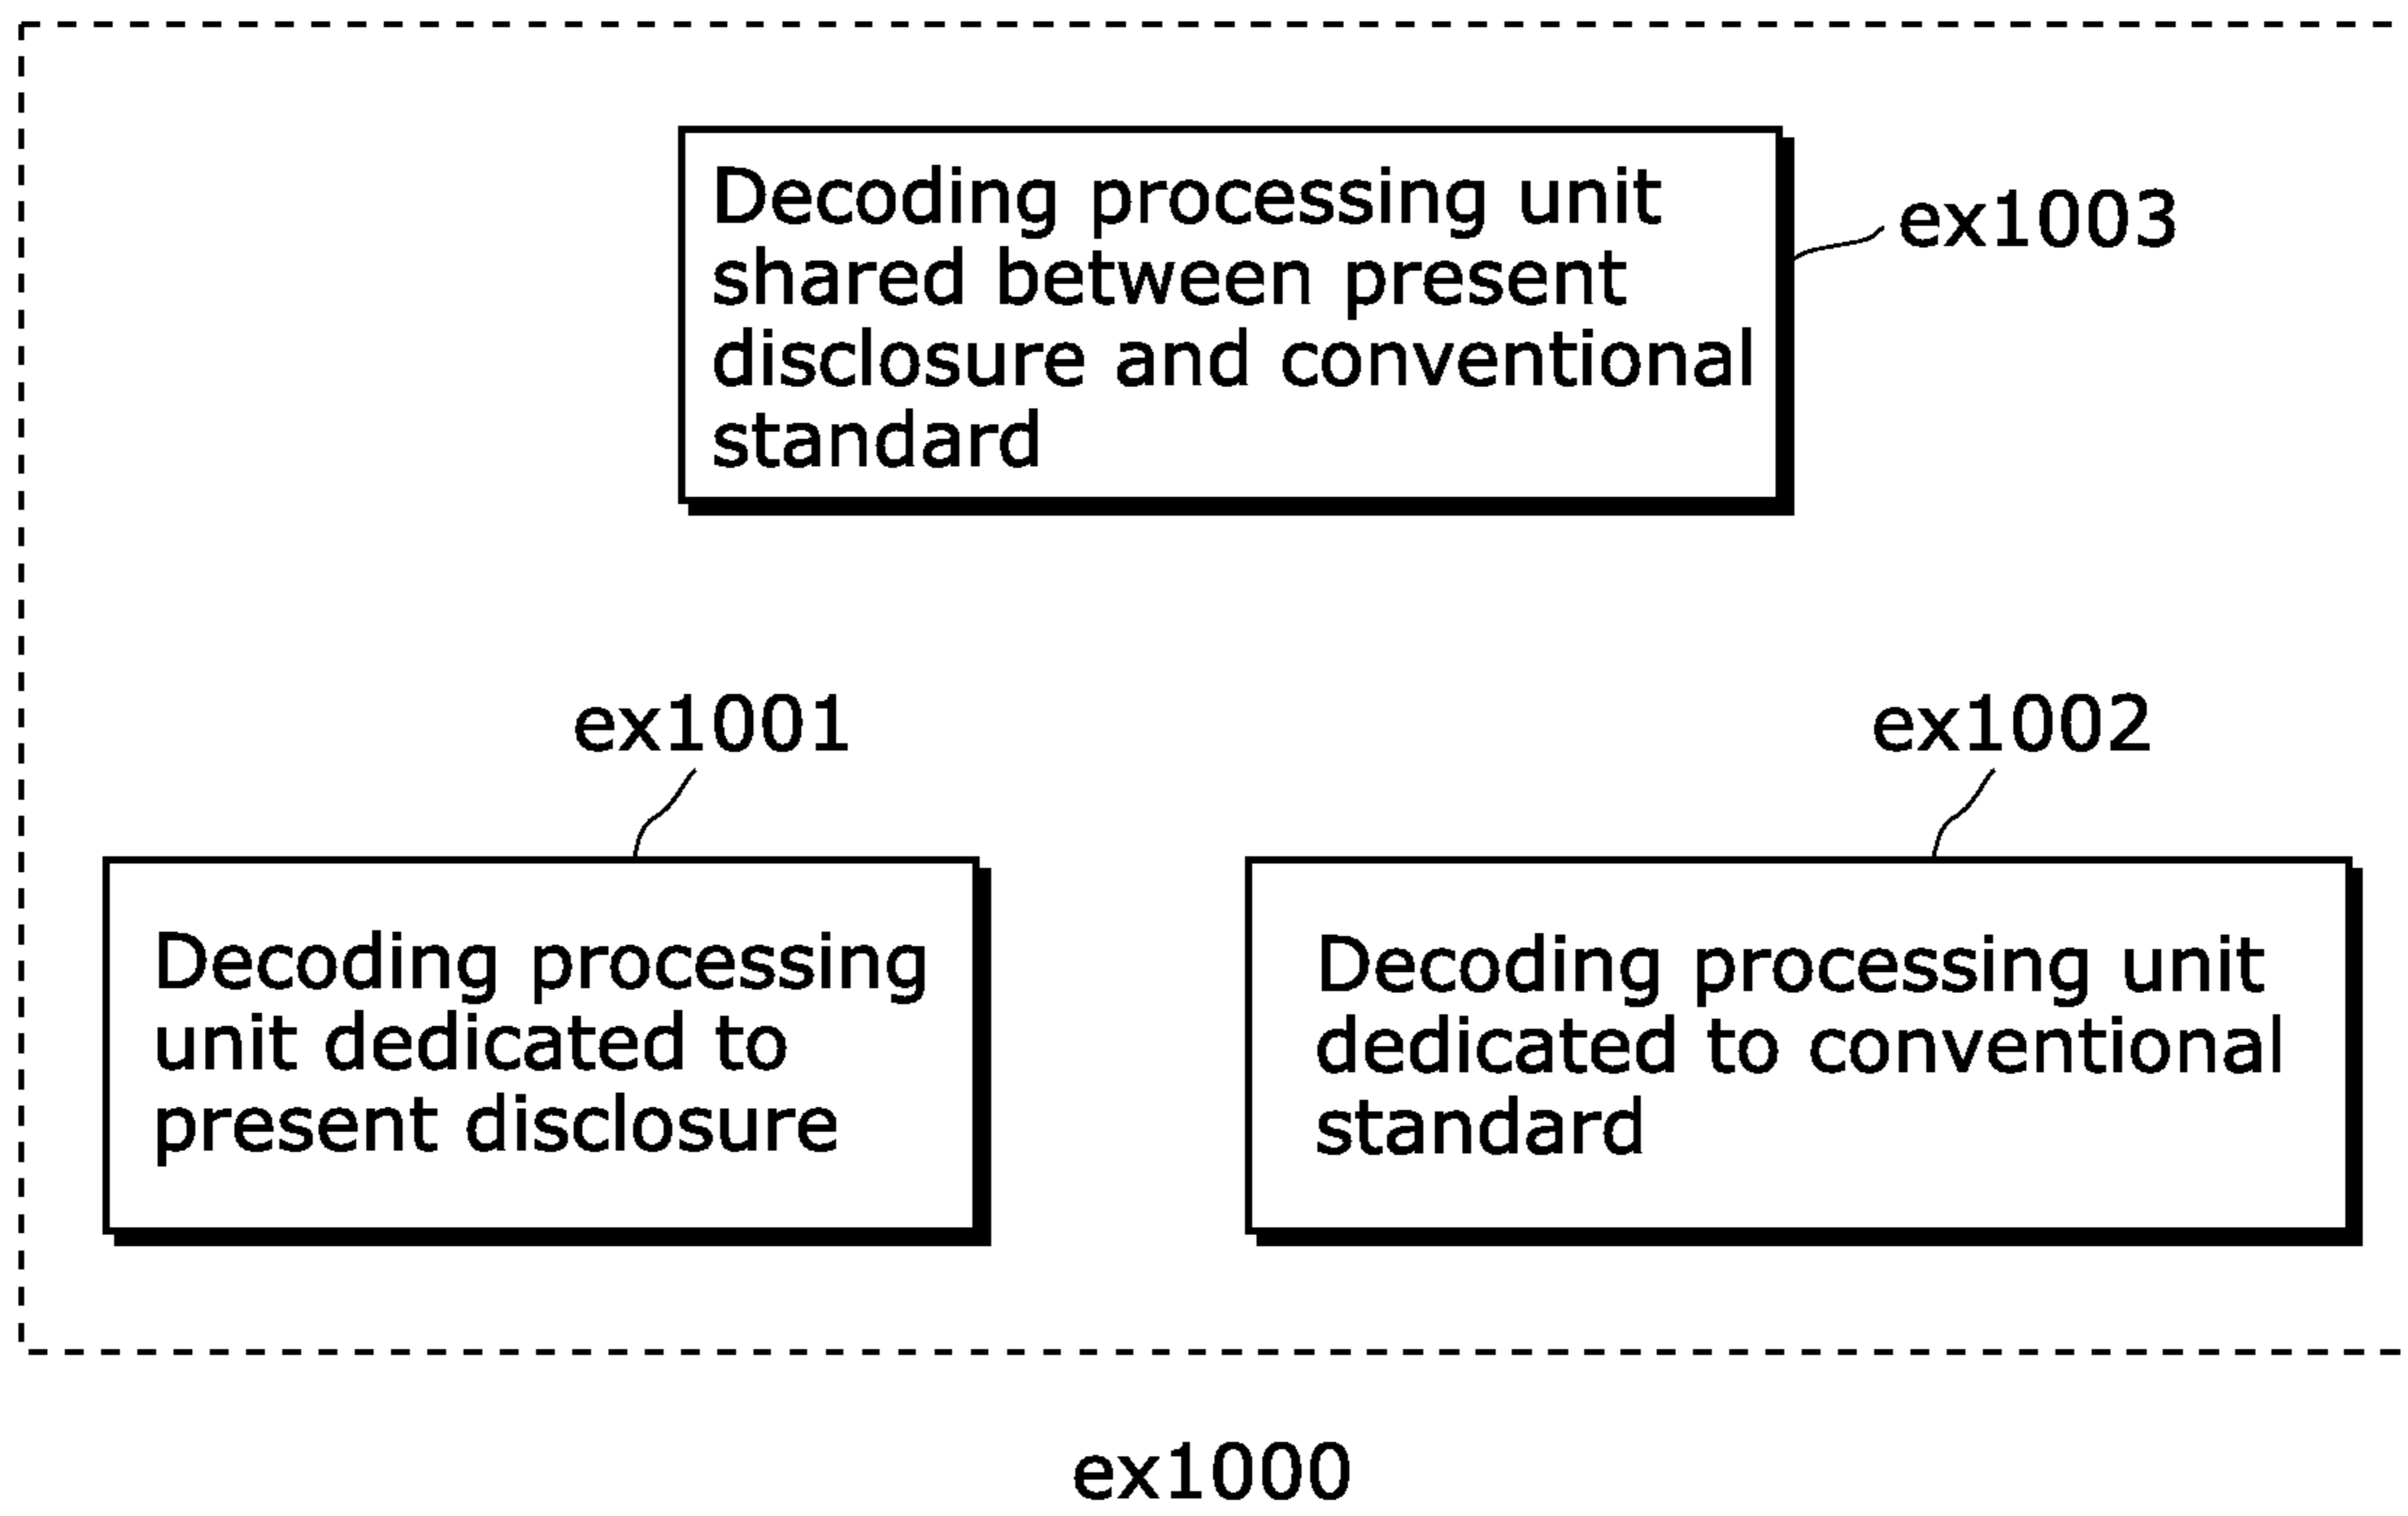 Decoding processing unit
shared between present
disclosure and conventional
standard
ex1003
ex1001
ex1002
Decoding processing
unit dedicated to
present disclosure
Decoding processing unit
dedicated to conventional
standard
ex1000